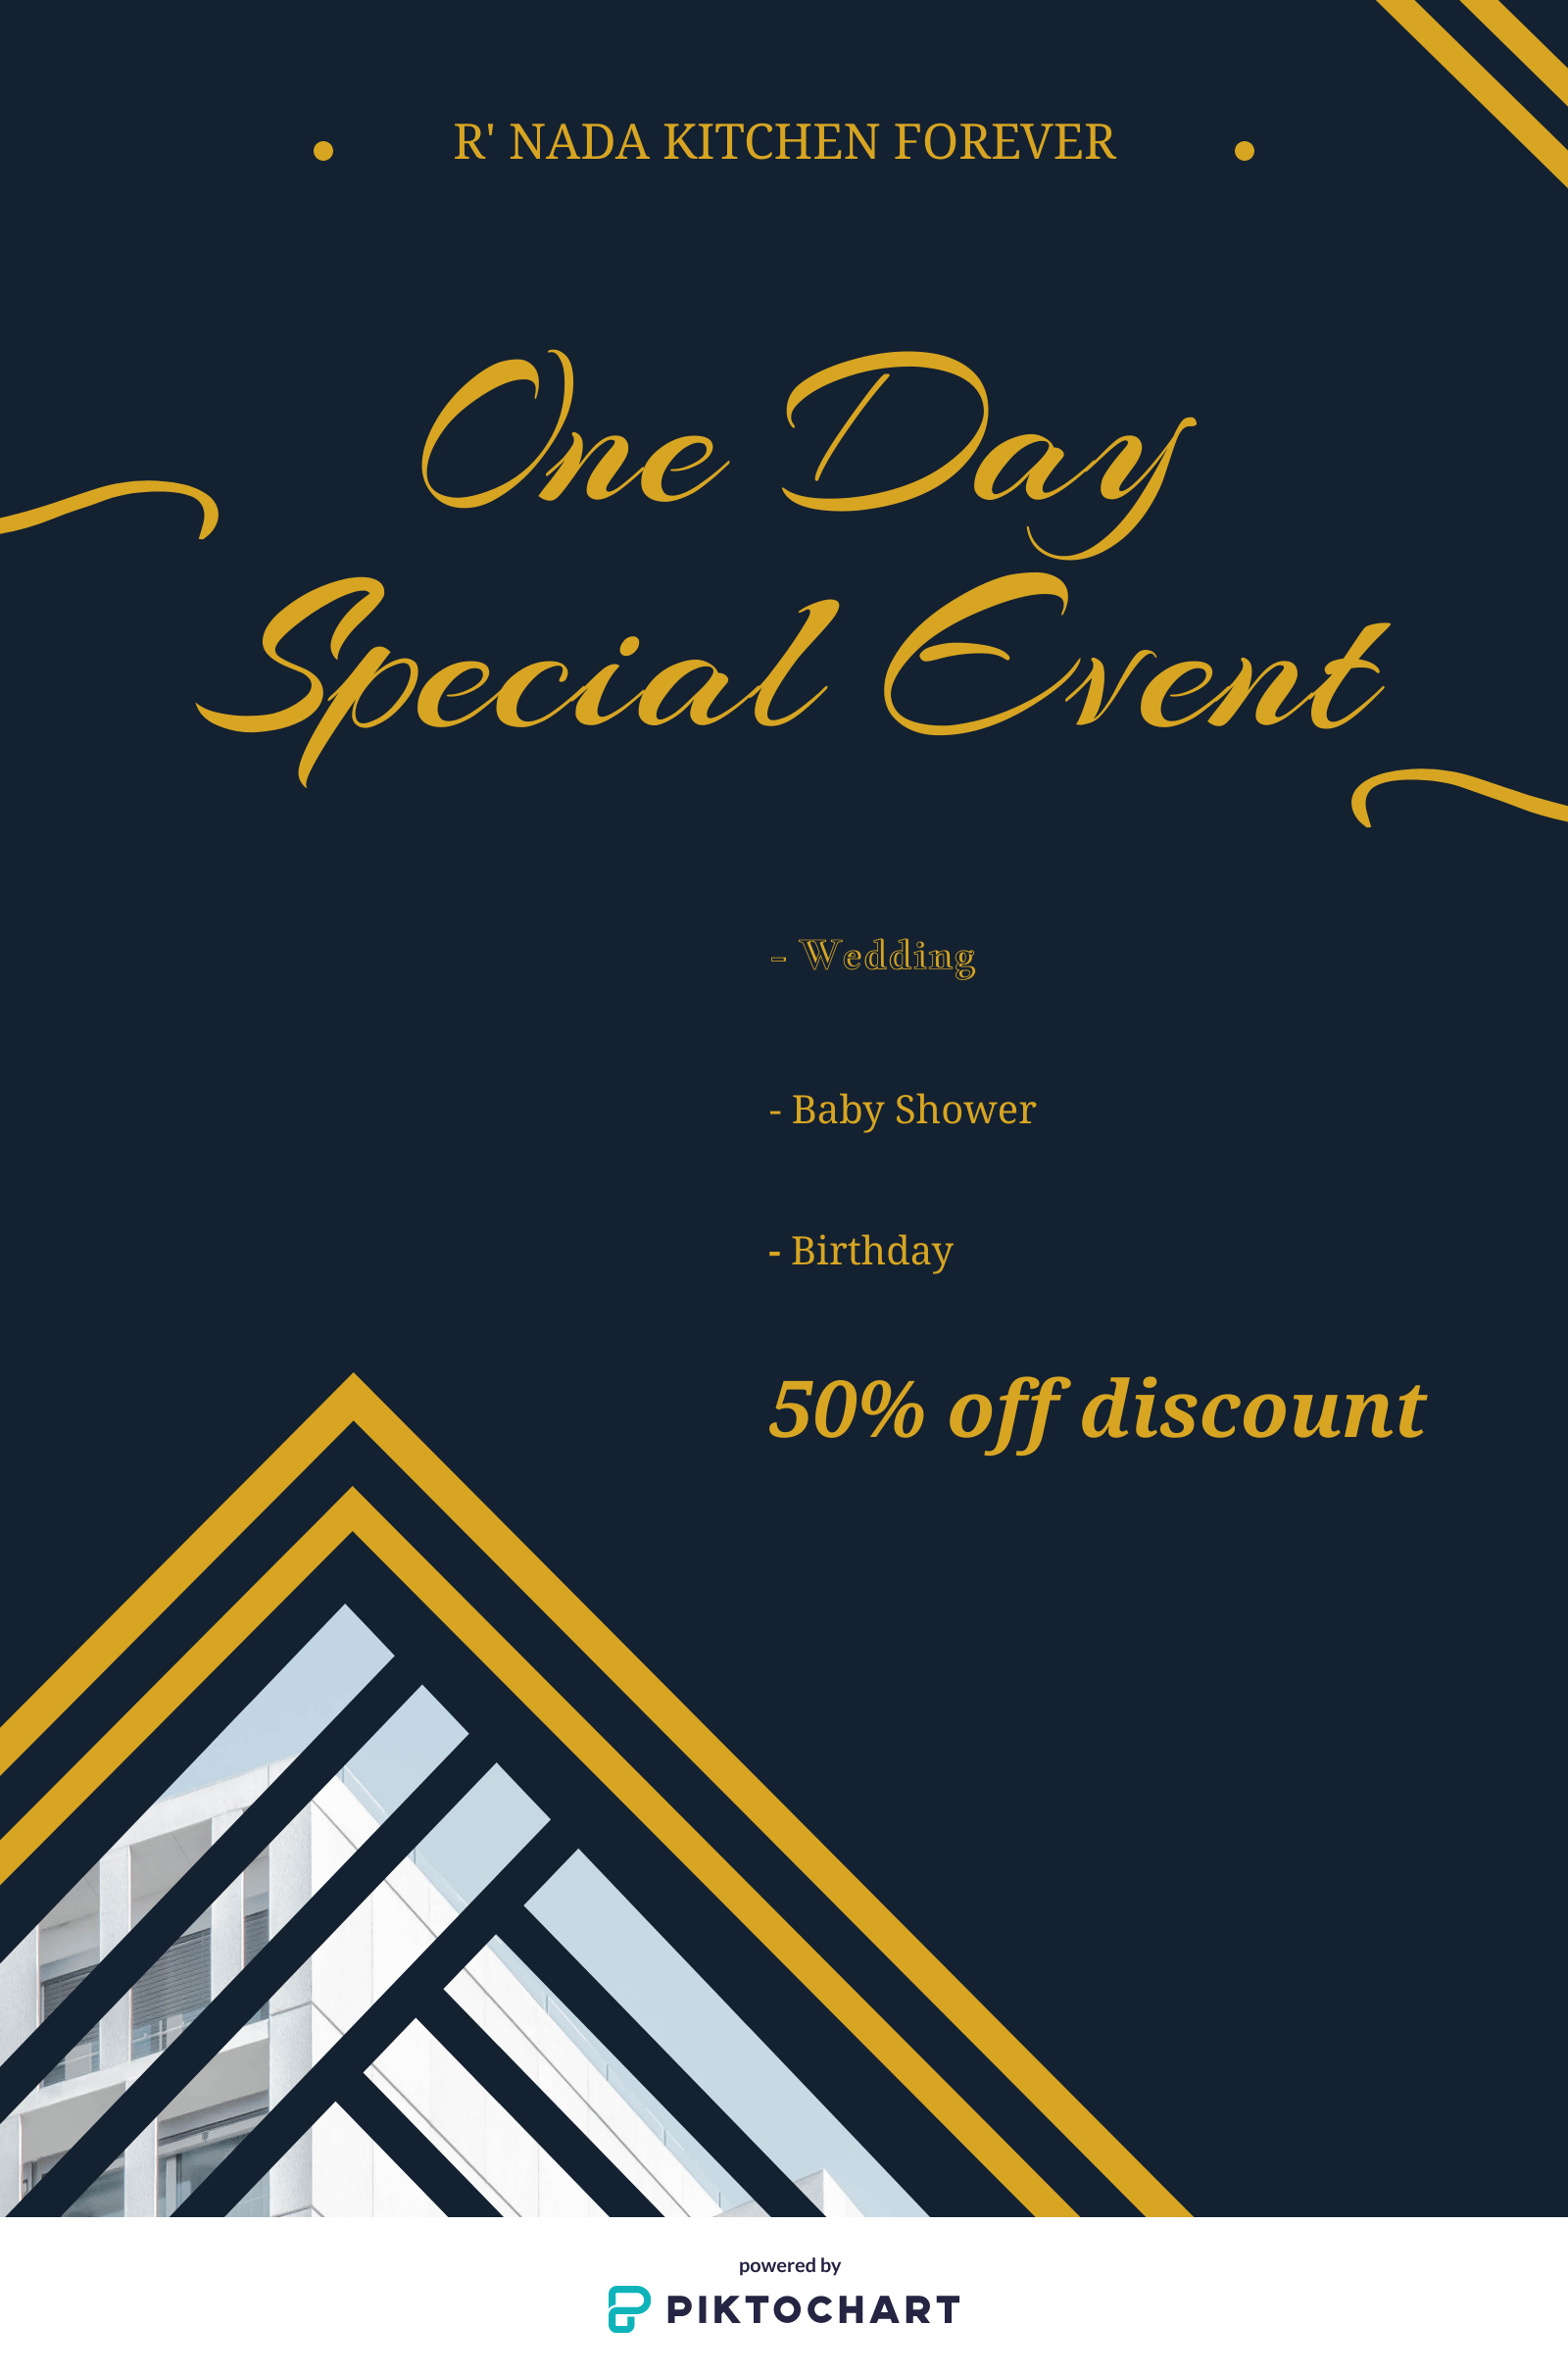 R' NADA KITCHEN FOREVER
One Day
Special Event
- Wedding
- Baby Shower
- Birthday
50% off discount
powered by
PIKTOCHART